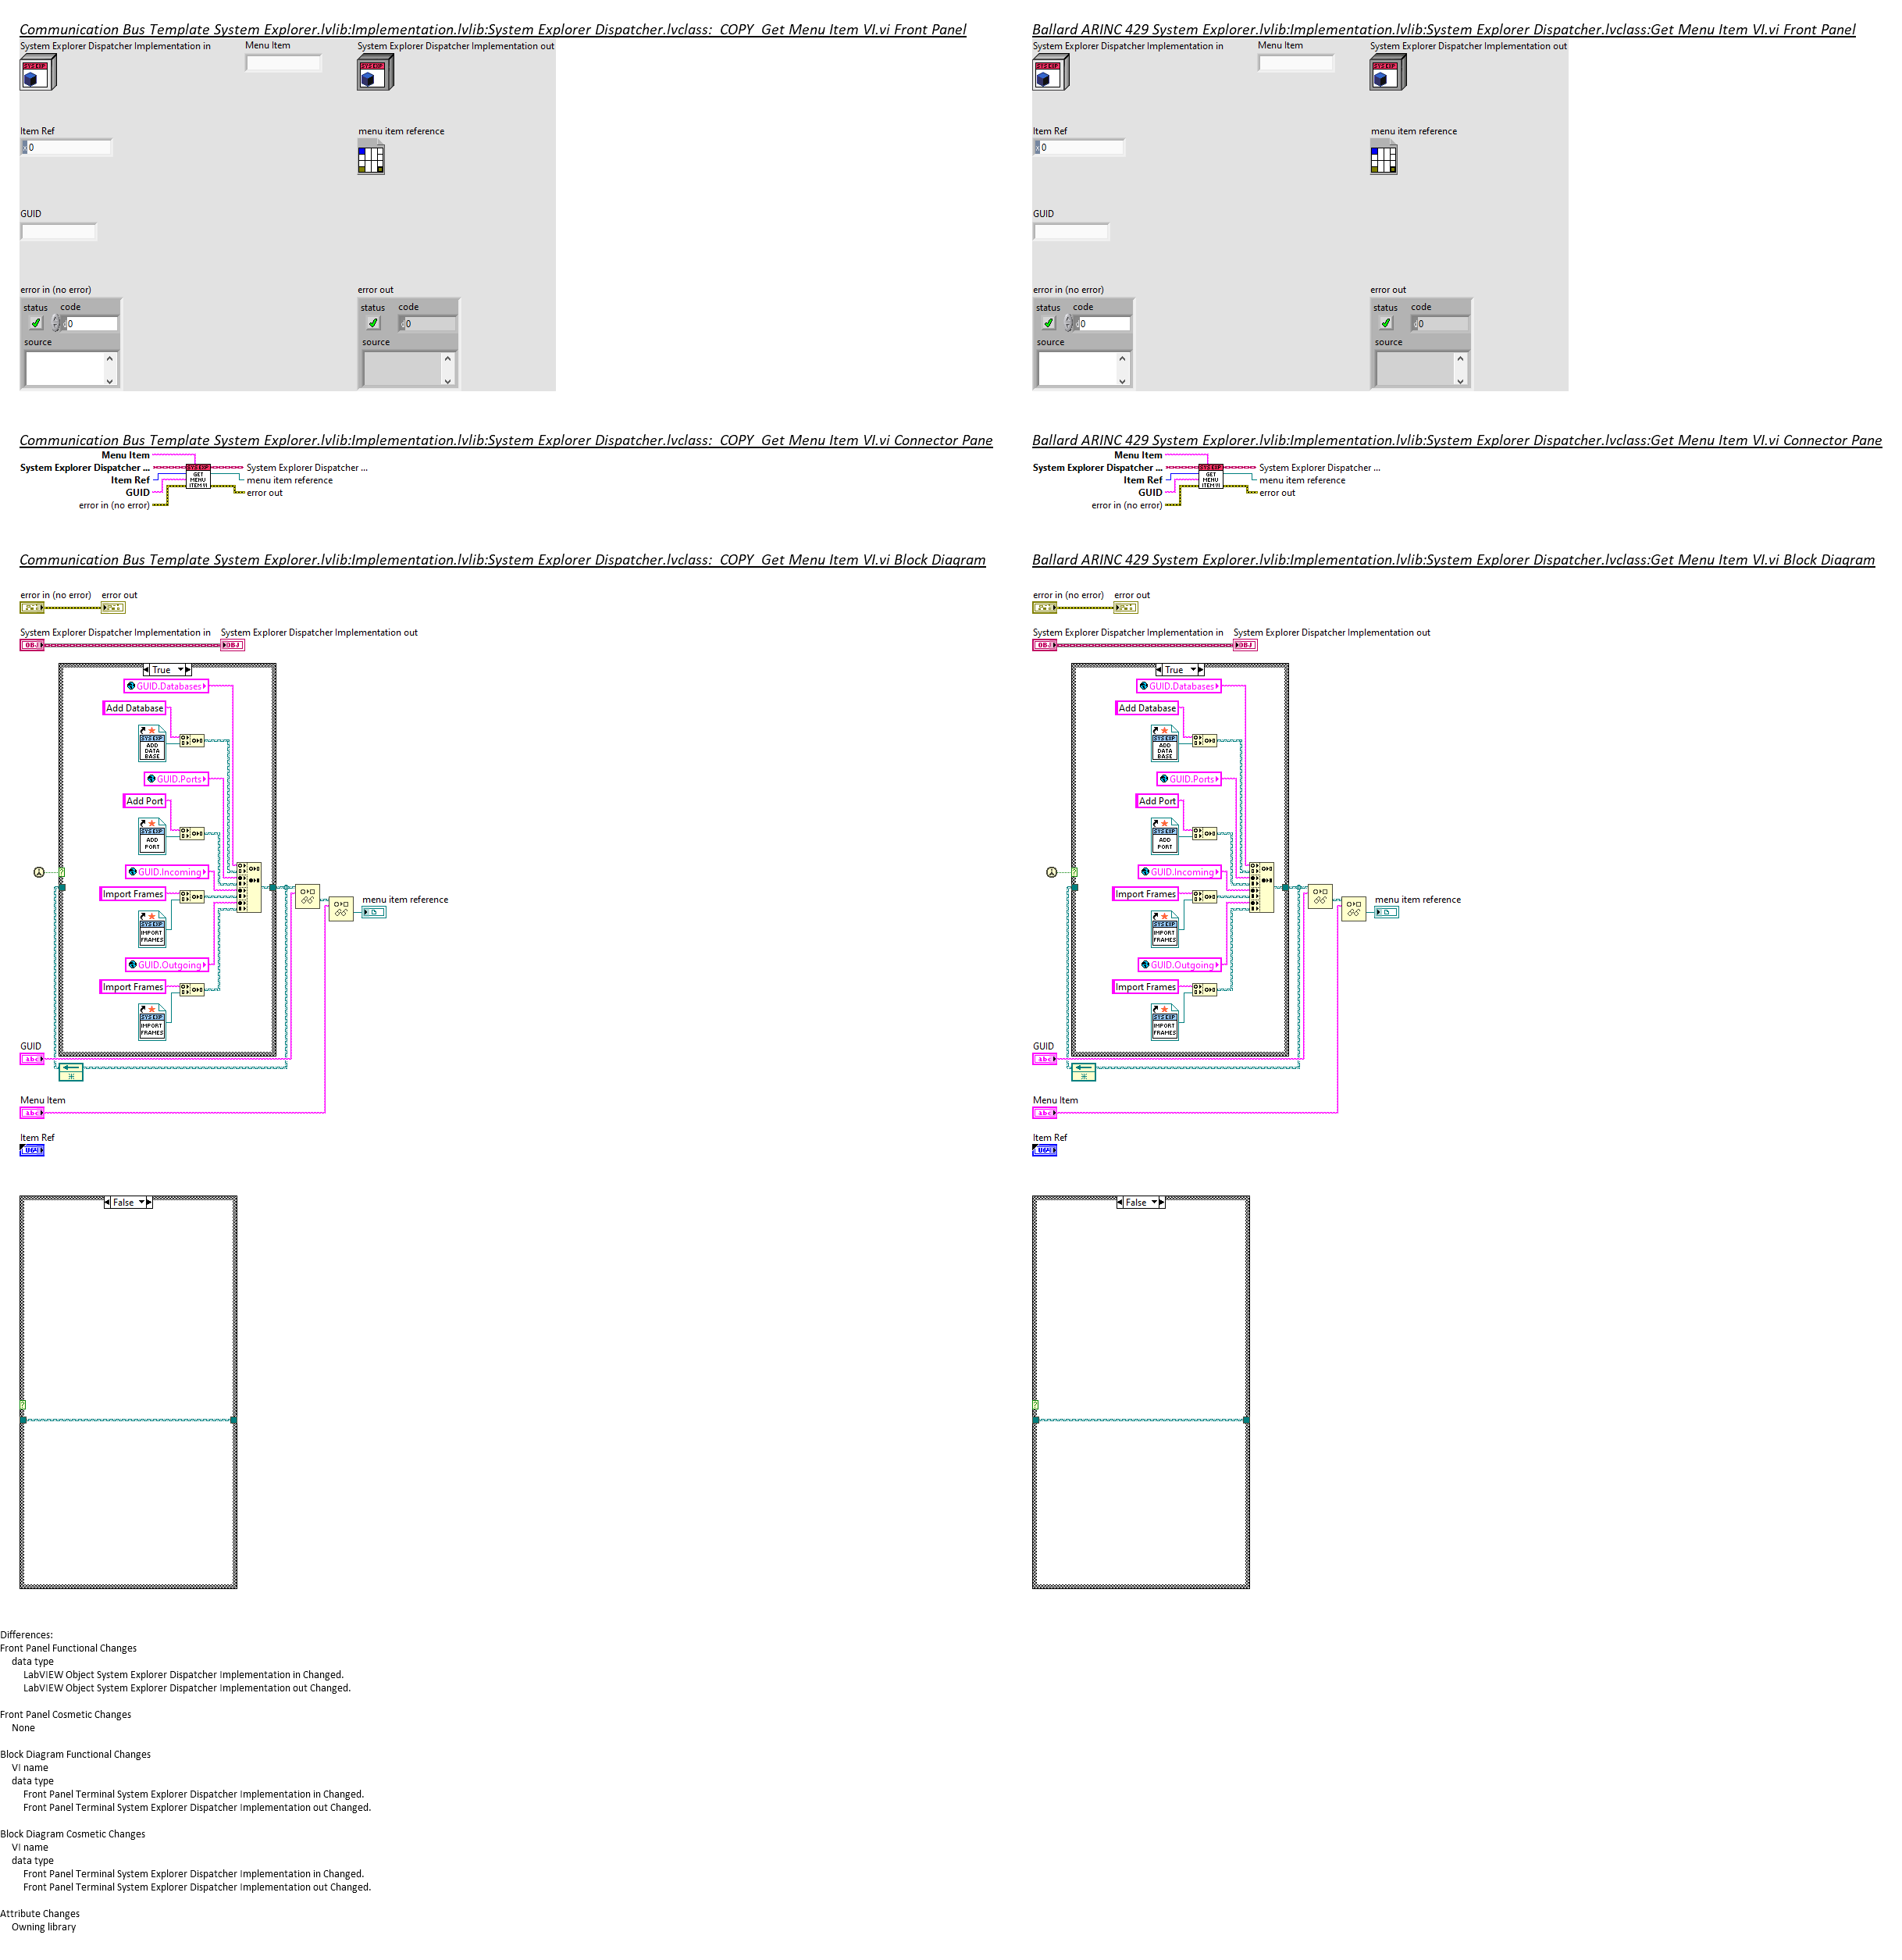 Communication Bus Template System Explorer.lvlib:Implementation.lvlib:System Explorer Dispatcher.lvclass:_COPY_Get Menu Item VI.vi Front Panel
System Explorer Dispatcher Implementation in
Menu Item
System Explorer Dispatcher Implementation out
SYS EXP
SYS EXP
Item Ref
menu item reference
x 0
GUID
error in (no error)
error out
status code
status code
d 0
d 0
source
source
Communication Bus Template System Explorer.lvlib:Implementation.lvlib:System Explorer Dispatcher.lvclass:_COPY_Get Menu Item VI.vi Connector Pane
Menu Item
System Explorer Dispatcher ...
SYS EXP
System Explorer Dispatcher ...
Item Ref
GET
MENU
ITEM VI
menu item reference
GUID
error out
error in (no error)
Communication Bus Template System Explorer.lvlib:Implementation.lvlib:System Explorer Dispatcher.lvclass:_COPY_Get Menu Item VI.vi Block Diagram
error in (no error)
error out
System Explorer Dispatcher Implementation in
System Explorer Dispatcher Implementation out
OBJ
OBJ
True
GUID.Databases
Add Database
SYS EXP
ADD
DATA
BASE
GUID.Ports
Add Port
SYS EXP
ADD
PORT
GUID.Incoming
?
Import Frames
menu item reference
SYS EXP
IMPORT
FRAMES
GUID.Outgoing
Import Frames
SYS EXP
IMPORT
FRAMES
GUID
abc
Menu Item
abc
Item Ref
False
?
Ballard ARINC 429 System Explorer.lvlib:Implementation.lvlib:System Explorer Dispatcher.lvclass:Get Menu Item VI.vi Front Panel
System Explorer Dispatcher Implementation in
Menu Item
System Explorer Dispatcher Implementation out
SYS EXP
SYS EXP
Item Ref
menu item reference
x 0
GUID
error in (no error)
error out
status code
status code
d 0
d 0
source
source
Ballard ARINC 429 System Explorer.lvlib:Implementation.lvlib:System Explorer Dispatcher.lvclass:Get Menu Item VI.vi Connector Pane
Menu Item
System Explorer Dispatcher ...
SYS EXP
System Explorer Dispatcher ...
Item Ref
GET
MENU
ITEM VI
menu item reference
GUID
error out
error in (no error)
Ballard ARINC 429 System Explorer.lvlib:Implementation.lvlib:System Explorer Dispatcher.lvclass:Get Menu Item VI.vi Block Diagram
error in (no error)
error out
System Explorer Dispatcher Implementation in
System Explorer Dispatcher Implementation out
OBJ
OBJ
True
GUID.Databases
Add Database
SYS EXP
ADD
DATA
BASE
GUID.Ports
Add Port
SYS EXP
ADD
PORT
GUID.Incoming
?
Import Frames
menu item reference
SYS EXP
IMPORT
FRAMES
GUID.Outgoing
Import Frames
SYS EXP
IMPORT
FRAMES
GUID
abc
Menu Item
abc
Item Ref
False
?
Differences:
Front Panel Functional Changes
data type
LabVIEW Object System Explorer Dispatcher Implementation in Changed.
LabVIEW Object System Explorer Dispatcher Implementation out Changed.
Front Panel Cosmetic Changes
None
Block Diagram Functional Changes
VI name
data type
Front Panel Terminal System Explorer Dispatcher Implementation in Changed.
Front Panel Terminal System Explorer Dispatcher Implementation out Changed.
Block Diagram Cosmetic Changes
VI name
data type
Front Panel Terminal System Explorer Dispatcher Implementation in Changed.
Front Panel Terminal System Explorer Dispatcher Implementation out Changed.
Attribute Changes
Owning library